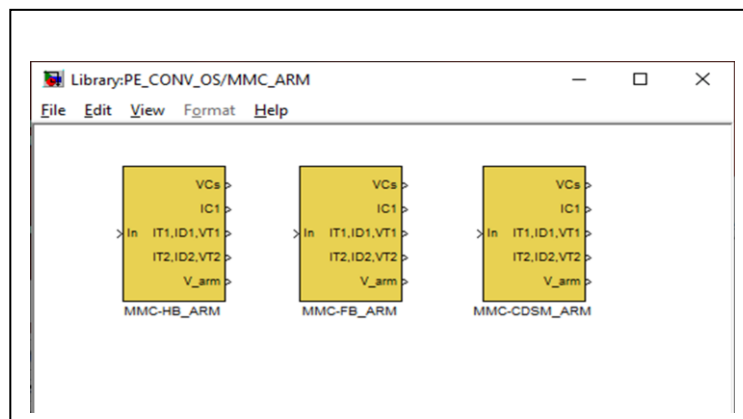 Library:PE_CONV_OS/MMC_ARM
File Edit View Format Help
VCs VCs VCs
IC1 IC1 IC1
In IT1,ID1,VT1 In IT1,ID1,VT1 In IT1,ID1,VT1
IT2,ID2,VT2 IT2,ID2,VT2 IT2,ID2,VT2
V_arm V_arm V_arm
MMC-HB_ARM MMC-FB_ARM MMC-CDSM_ARM